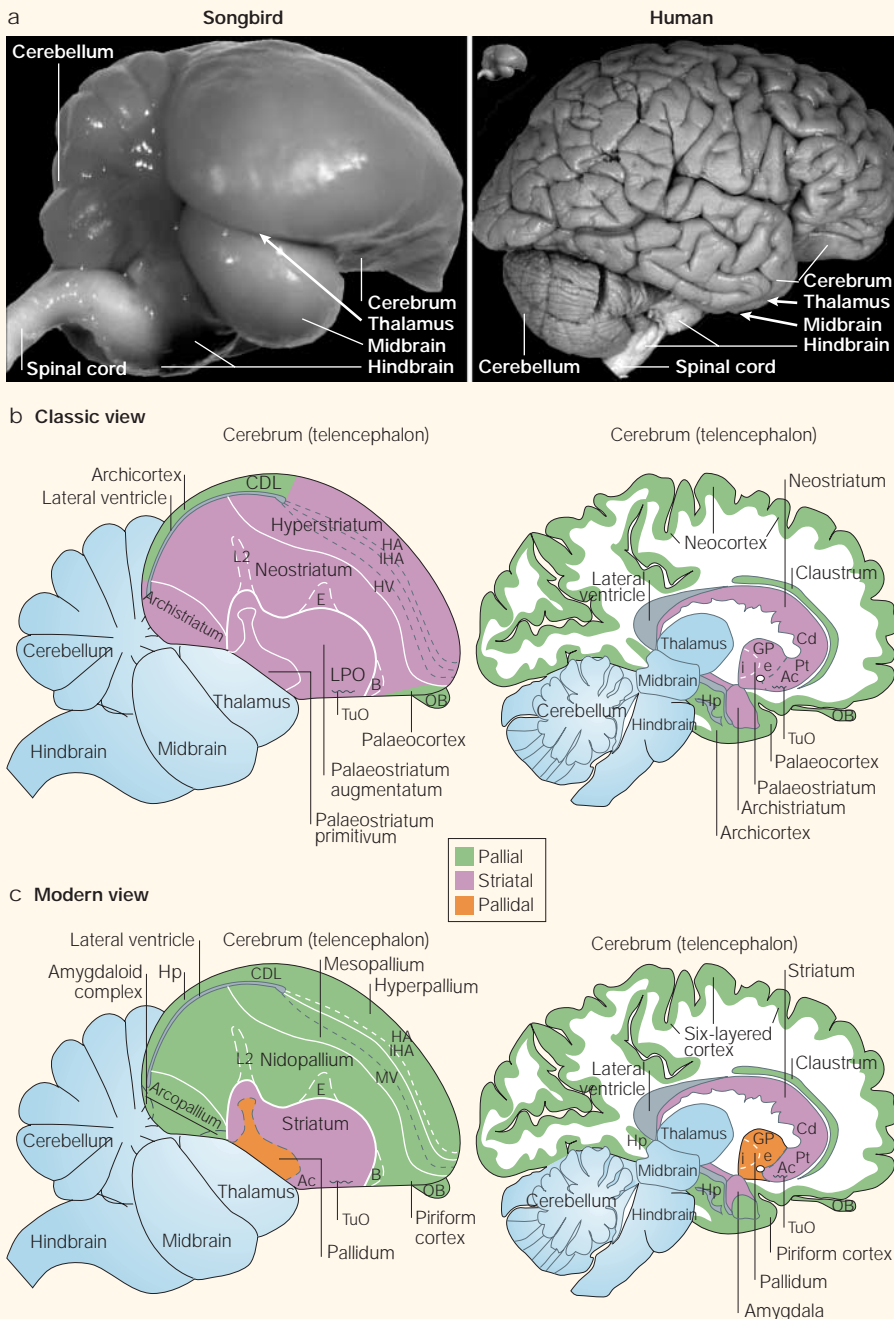 a
Songbird
Human
Cerebellum
Cerebrum
Thalamus
Midbrain
Hindbrain
Spinal cord
Cerebrum
Thalamus
Midbrain
Hindbrain
Cerebellum
Spinal cord
b Classic view
Cerebrum (telencephalon)
Archicortex
Lateral ventricle
CDL
Hyperstriatum
HA
IHA
HV
L2
Neostriatum
E
Archistriatum
Cerebellum
LPO
B
OB
Thalamus
TuO
Palaeocortex
Midbrain
Hindbrain
Palaeostriatum
augmentatum
Palaeostriatum
primitivum
Cerebrum (telencephalon)
Neostriatum
Neocortex
Claustrum
Lateral
ventricle
Thalamus
Cd
GP
i
e
Pt
Ac
Midbrain
Hp
Cerebellum
Hindbrain
OB
TuO
Palaeocortex
Palaeostriatum
Archistriatum
Archicortex
Pallial
Striatal
Pallidal
c Modern view
Lateral ventricle
Cerebrum (telencephalon)
Amygdaloid
complex
Hp
CDL
Mesopallium
Hyperpallium
HA
IHA
MV
L2
Nidopallium
E
Arcopallium
Striatum
Cerebellum
B
OB
Ac
Thalamus
TuO
Piriform
cortex
Midbrain
Hindbrain
Pallidum
Cerebrum (telencephalon)
Striatum
Six-layered
cortex
Claustrum
Lateral
ventricle
Cd
Hp
Thalamus
GP
i
e
Pt
Ac
Midbrain
Hp
Cerebellum
Hindbrain
OB
TuO
Piriform cortex
Pallidum
Amygdala